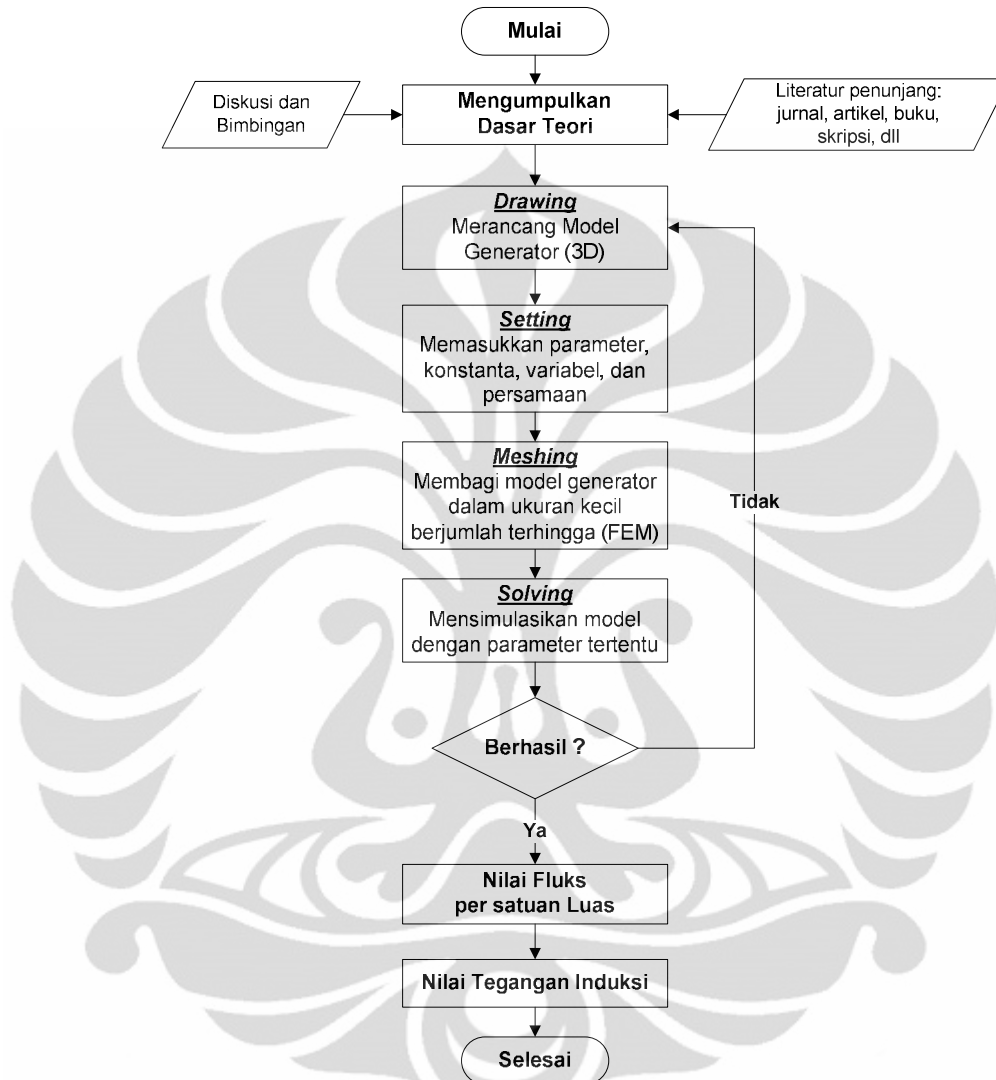 Mulai
Diskusi dan
Bimbingan
Mengumpulkan
Dasar Teori
Literatur penunjang:
jurnal, artikel, buku,
skripsi, dll
Drawing
Merancang Model
Generator (3D)
Setting
Memasukkan parameter,
konstanta, variabel, dan
persamaan
Meshing
Membagi model generator
dalam ukuran kecil
berjumlah terhingga (FEM)
Tidak
Solving
Mensimulasikan model
dengan parameter tertentu
Berhasil ?
Ya
Nilai Fluks
per satuan Luas
Nilai Tegangan Induksi
Selesai